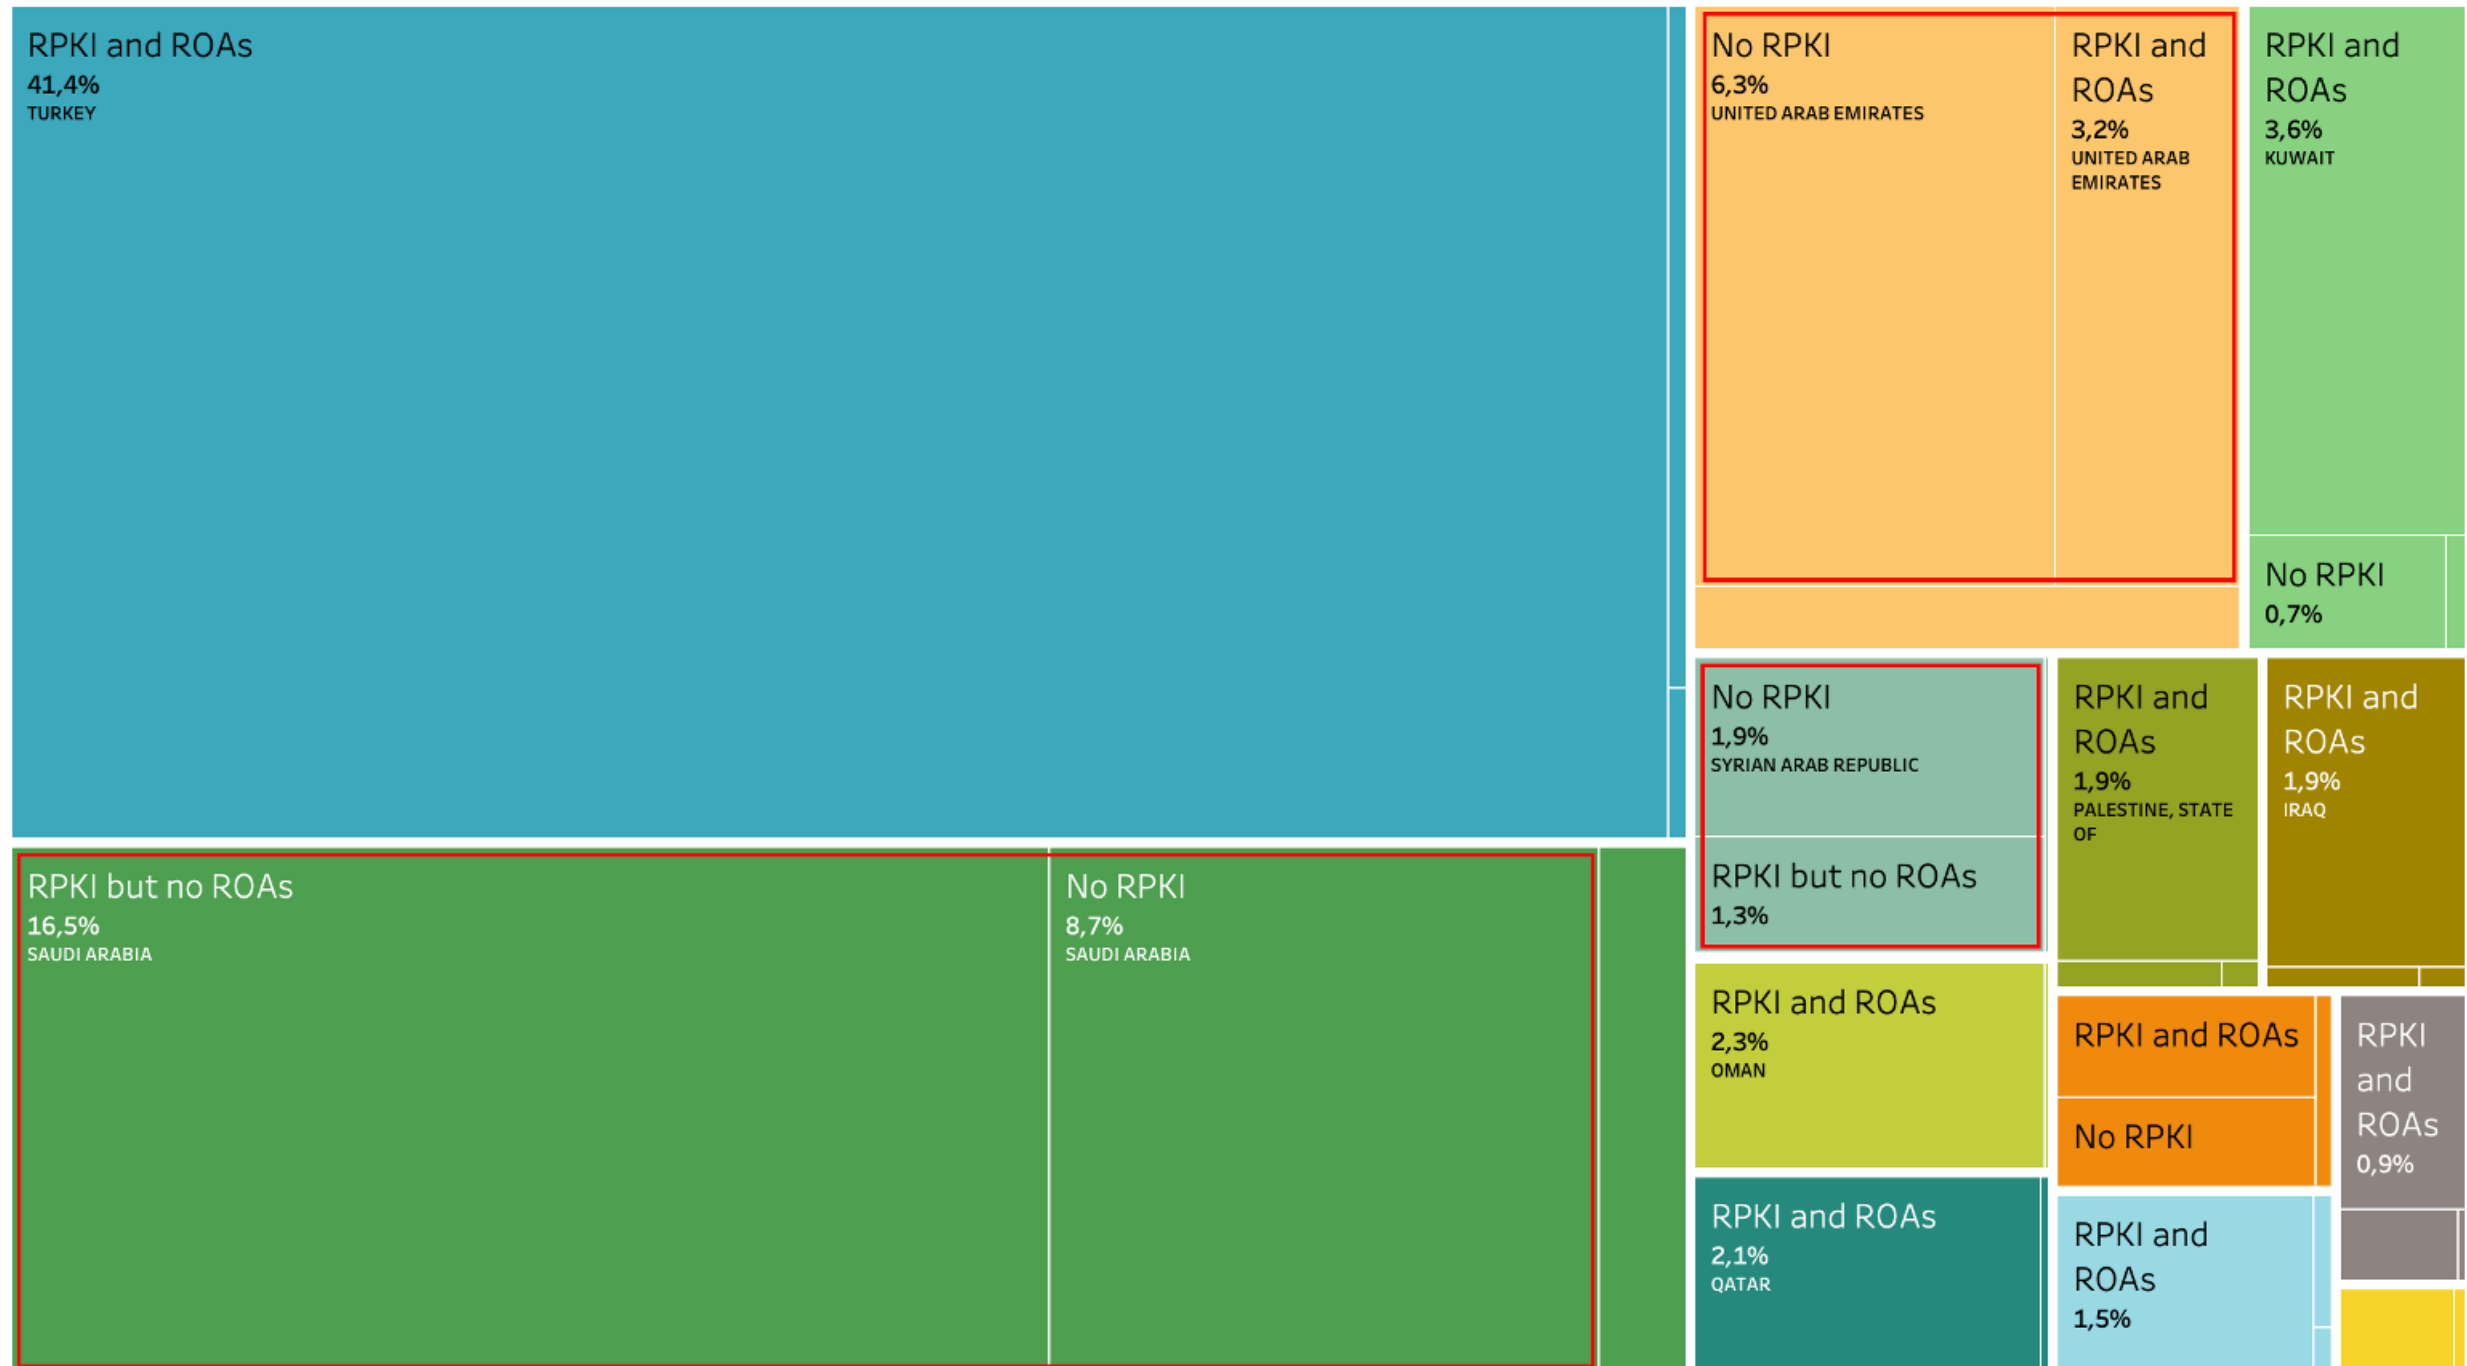 RPKI and ROAs
41,4%
TURKEY
RPKI but no ROAs
16,5%
SAUDI ARABIA
No RPKI
8,7%
SAUDI ARABIA
No RPKI
6,3%
UNITED ARAB EMIRATES
RPKI and
ROAs
3,2%
UNITED ARAB
EMIRATES
RPKI and
ROAs
3,6%
KUWAIT
No RPKI
0,7%
No RPKI
1,9%
SYRIAN ARAB REPUBLIC
RPKI but no ROAs
1,3%
RPKI and
ROAs
1,9%
PALESTINE, STATE
OF
RPKI and
ROAs
1,9%
IRAQ
RPKI and ROAs
2,3%
OMAN
RPKI and ROAs
2,1%
QATAR
RPKI and ROAs
No RPKI
RPKI
and
ROAs
0,9%
RPKI and
ROAs
1,5%